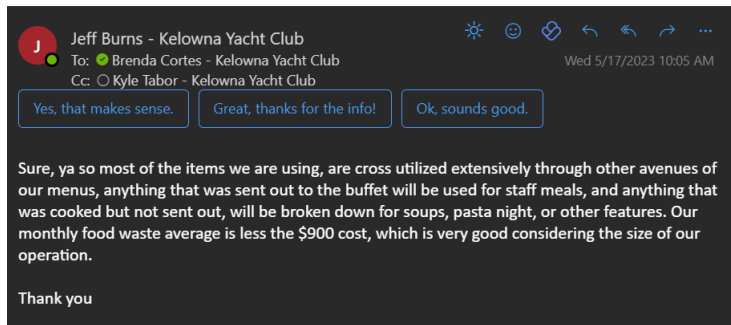 J
Jeff Burns - Kelowna Yacht Club
To: Brenda Cortes - Kelowna Yacht Club
Wed 5/17/2023 10:05 AM
Cc: Kyle Tabor - Kelowna Yacht Club
Yes, that makes sense. Great, thanks for the info! Ok, sounds good.
Sure, ya so most of the items we are using, are cross utilized extensively through other avenues of
our menus, anything that was sent out to the buffet will be used for staff meals, and anything that
was cooked but not sent out, will be broken down for soups, pasta night, or other features. Our
monthly food waste average is less the $900 cost, which is very good considering the size of our
operation.
Thank you